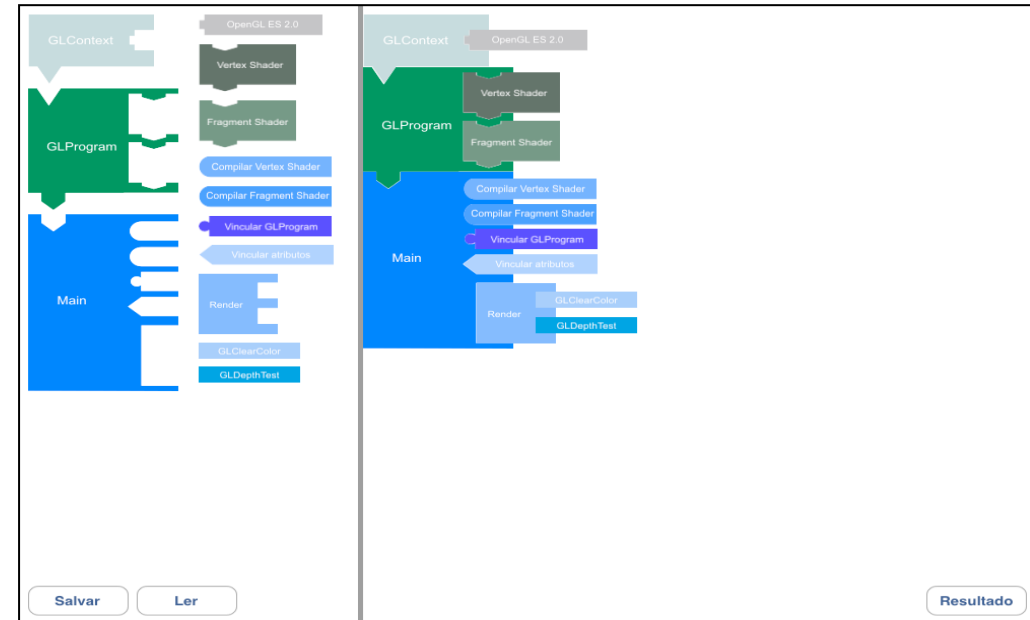 GLContext
OpenGL ES 2.0
Vertex Shader
Fragment Shader
GLProgram
Compilar Vertex Shader
Compilar Fragment Shader
Vincular GLProgram
Vincular atributos
Main
Render
GLClearColor
GLDepthTest
Salvar
Ler
GLContext
OpenGL ES 2.0
Vertex Shader
GLProgram
Fragment Shader
Compilar Vertex Shader
Compilar Fragment Shader
Vincular GLProgram
Main
Vincular atributos
GLClearColor
Render
GLDepthTest
Resultado